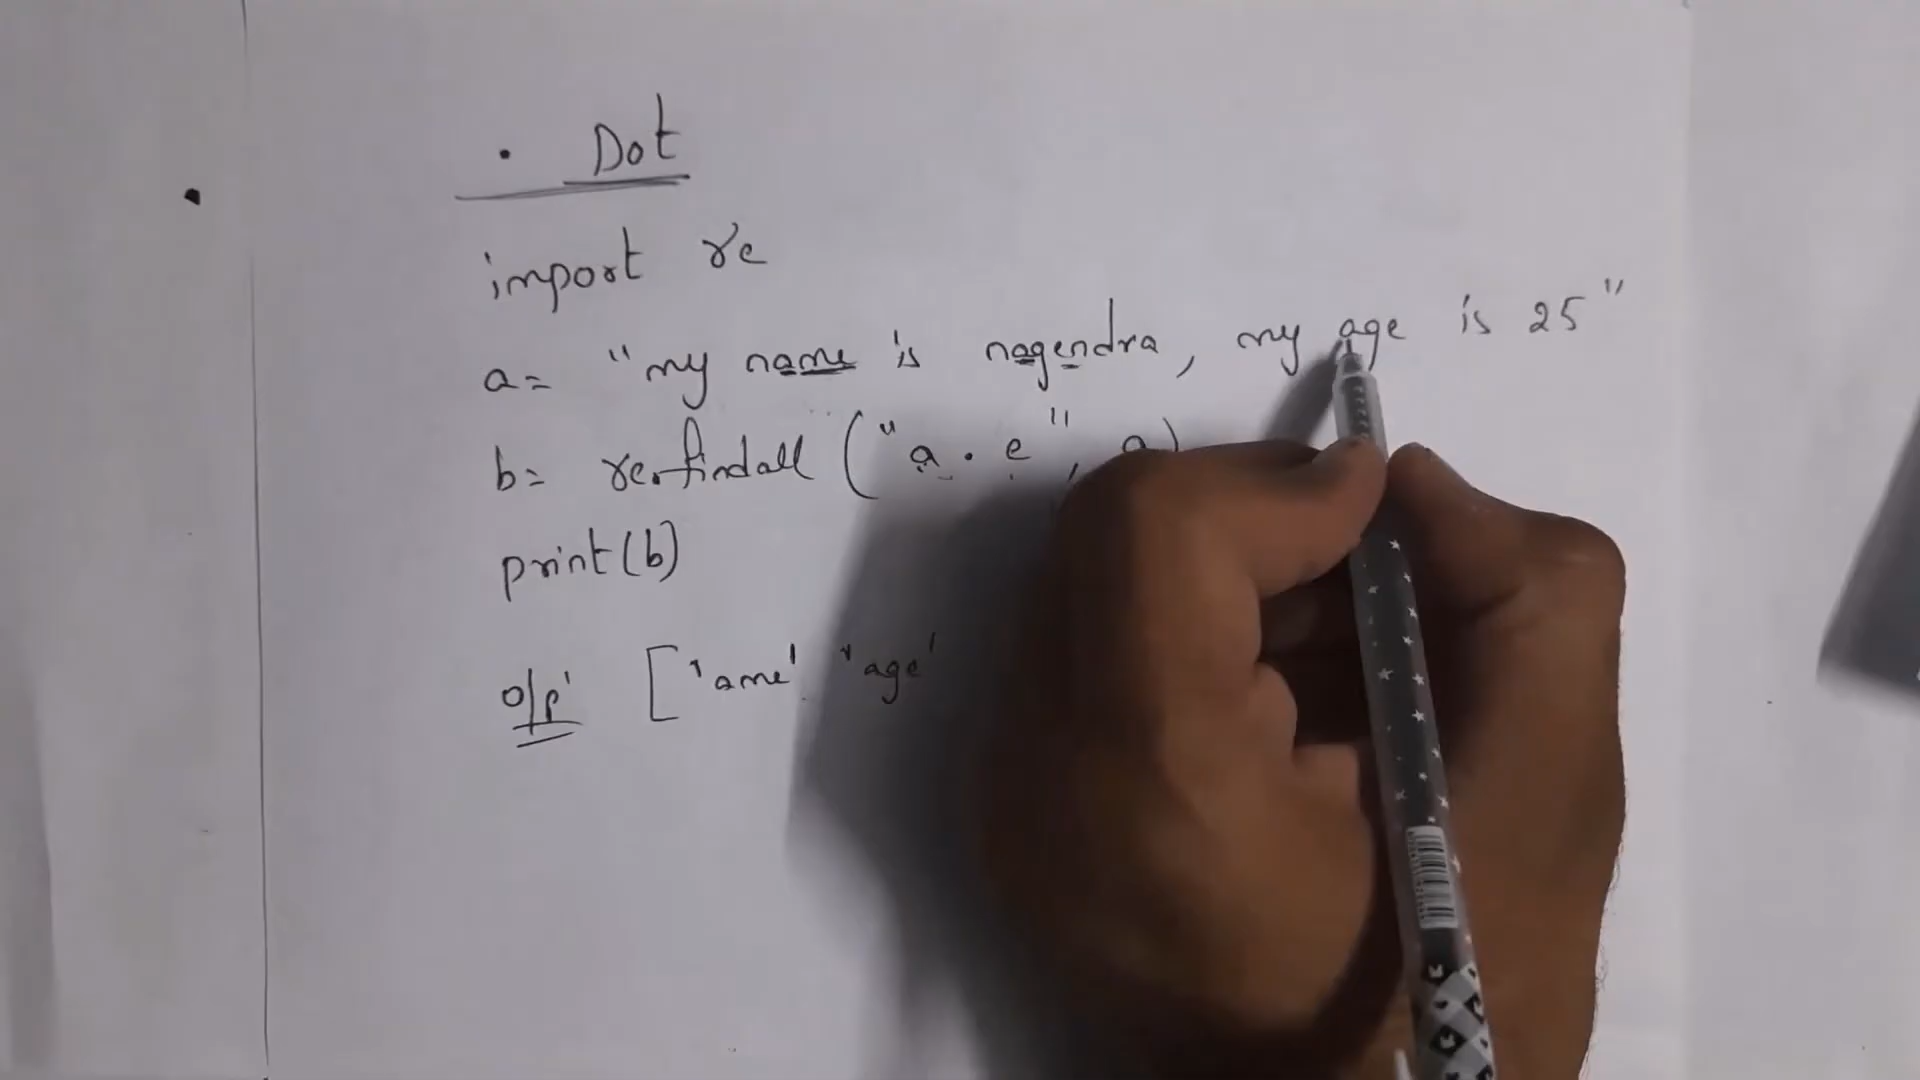 . Dot
import re
a= "my name is nagendra, my age is 25"
b= re.findall ("a.e", a)
print(b)
o/p' ['ame' 'age'